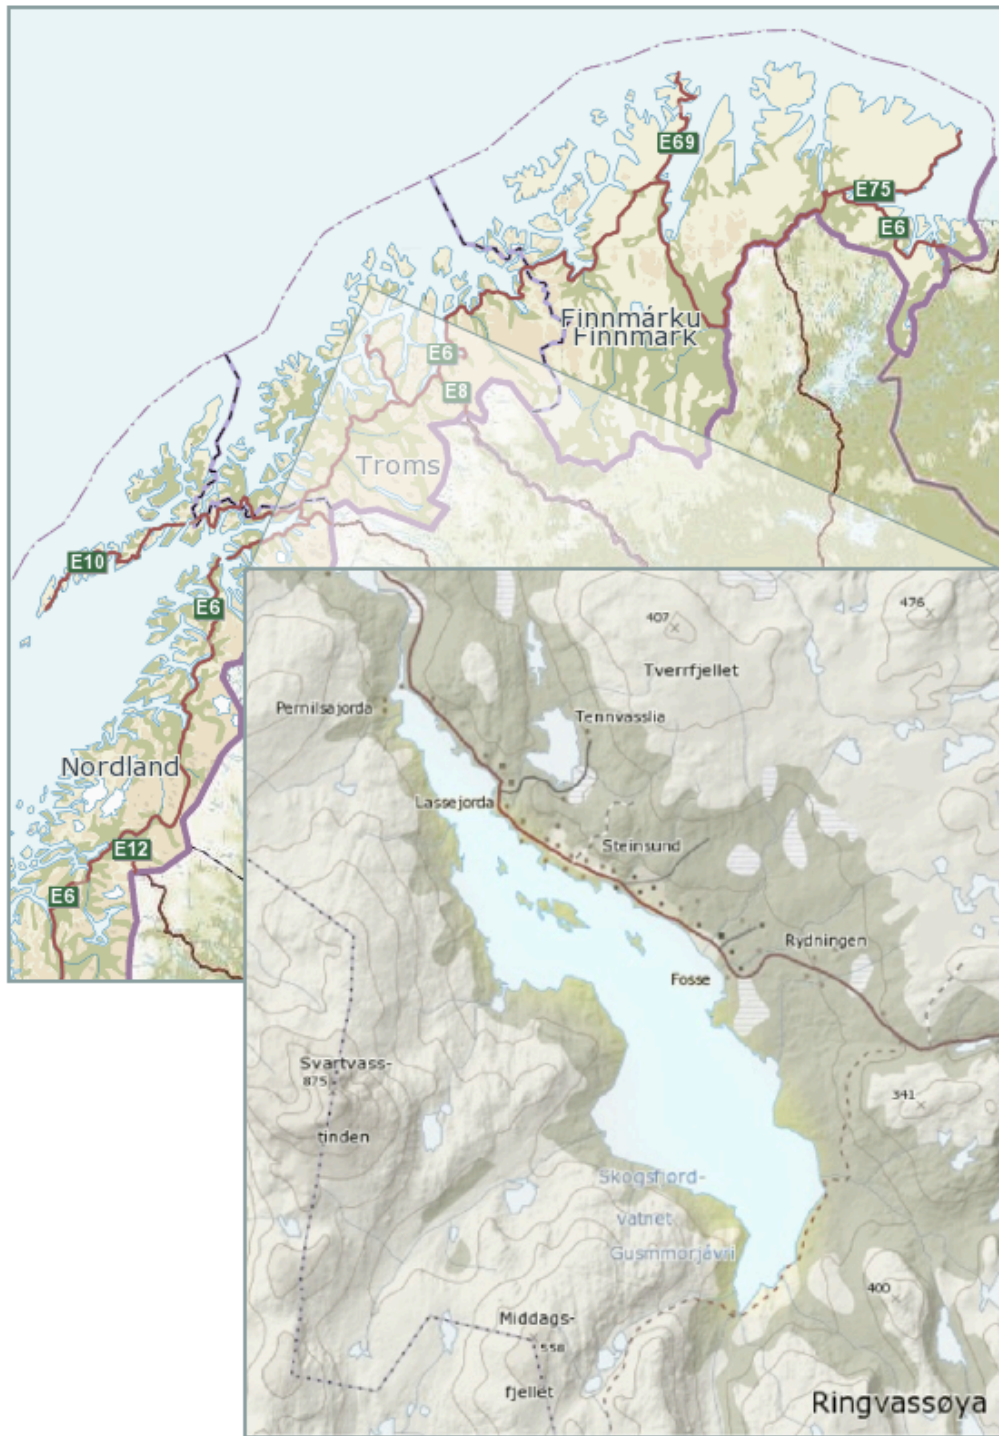 E69
E75
E6
Finnmárku
Finnmark
E6
E8
Troms
E10
E6
Nordland
E12
E6
476
407
Tverrfjellet
Pernilsajorda
Tennvasslia
Lassejorda
Steinsund
Rydningen
Fosse
Svartvass-
875
tinden
341
Skogsfjord-
vatnet
Gusmmorjávri
400
Middags-
558
fjellet
Ringvassøya